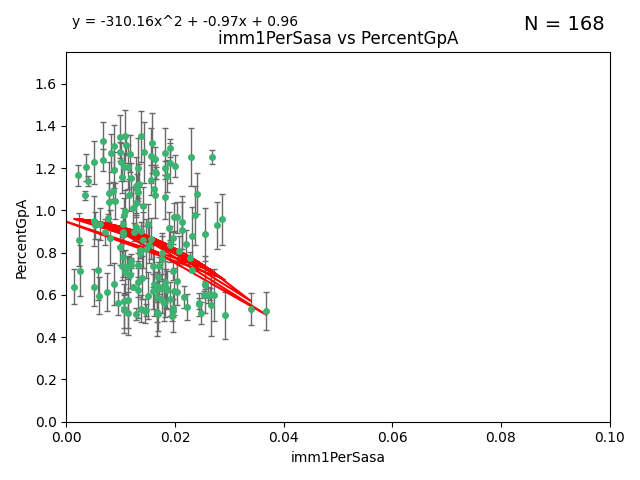 y = -310.16x^2 + -0.97x + 0.96
N = 168
imm1PerSasa vs PercentGpA
1.6
1.4
1.2
1.0
0.8
0.6
0.4
0.2
0.0
PercentGpA
0.00 0.02 0.04 0.06 0.08 0.10
imm1PerSasa